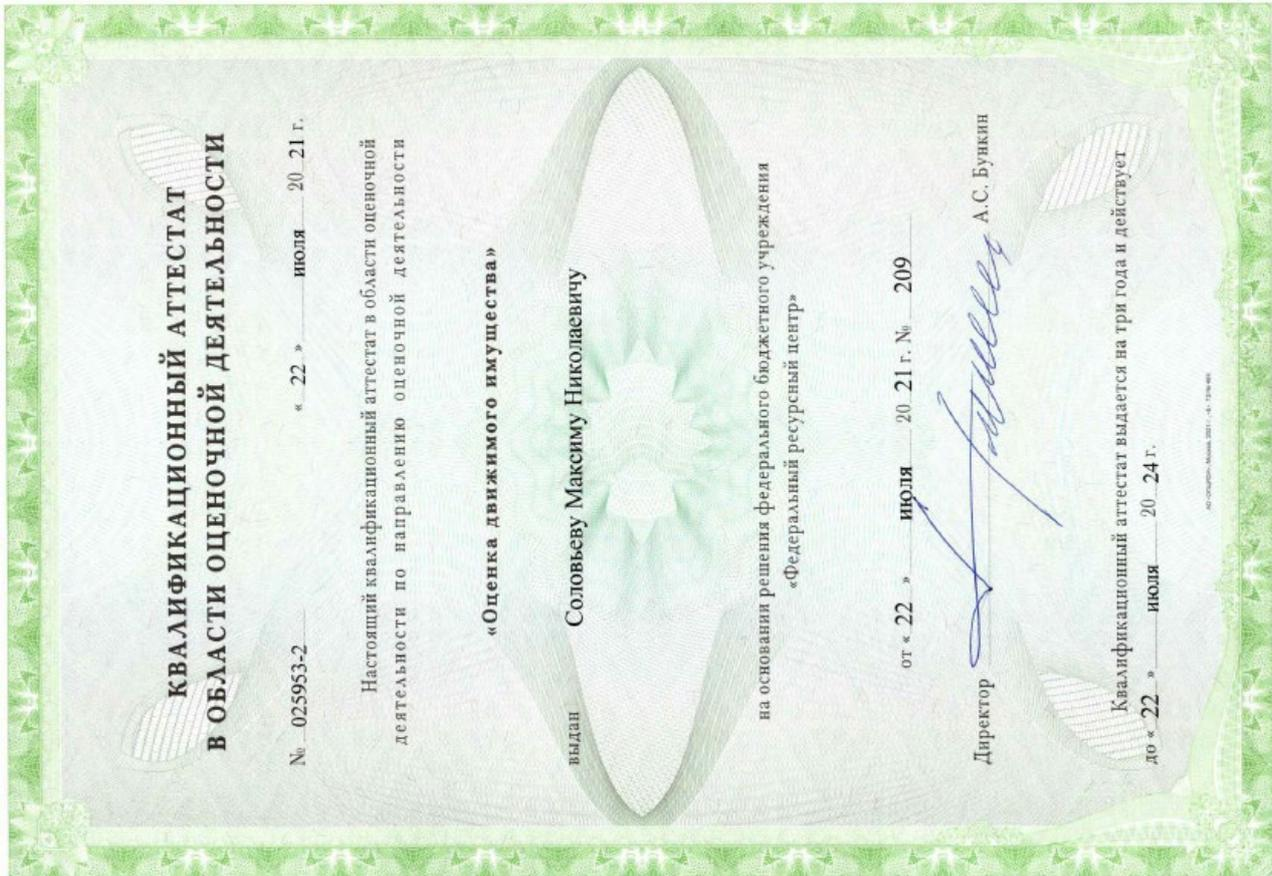 КВАЛИФИКАЦИОННЫЙ АТТЕСТАТ
В ОБЛАСТИ ОЦЕНОЧНОЙ ДЕЯТЕЛЬНОСТИ
№ 025953-2 « 22 » июля 20 21 г.
Настоящий квалификационный аттестат в области оценочной
деятельности по направлению оценочной деятельности
«Оценка движимого имущества»
выдан Соловьеву Максиму Николаевичу
на основании решения федерального бюджетного учреждения
«Федеральный ресурсный центр»
от « 22 » июля 20 21 г. № 209
Директор А.С. Бункин
Квалификационный аттестат выдается на три года и действует
до « 22 » июля 20 24 г.